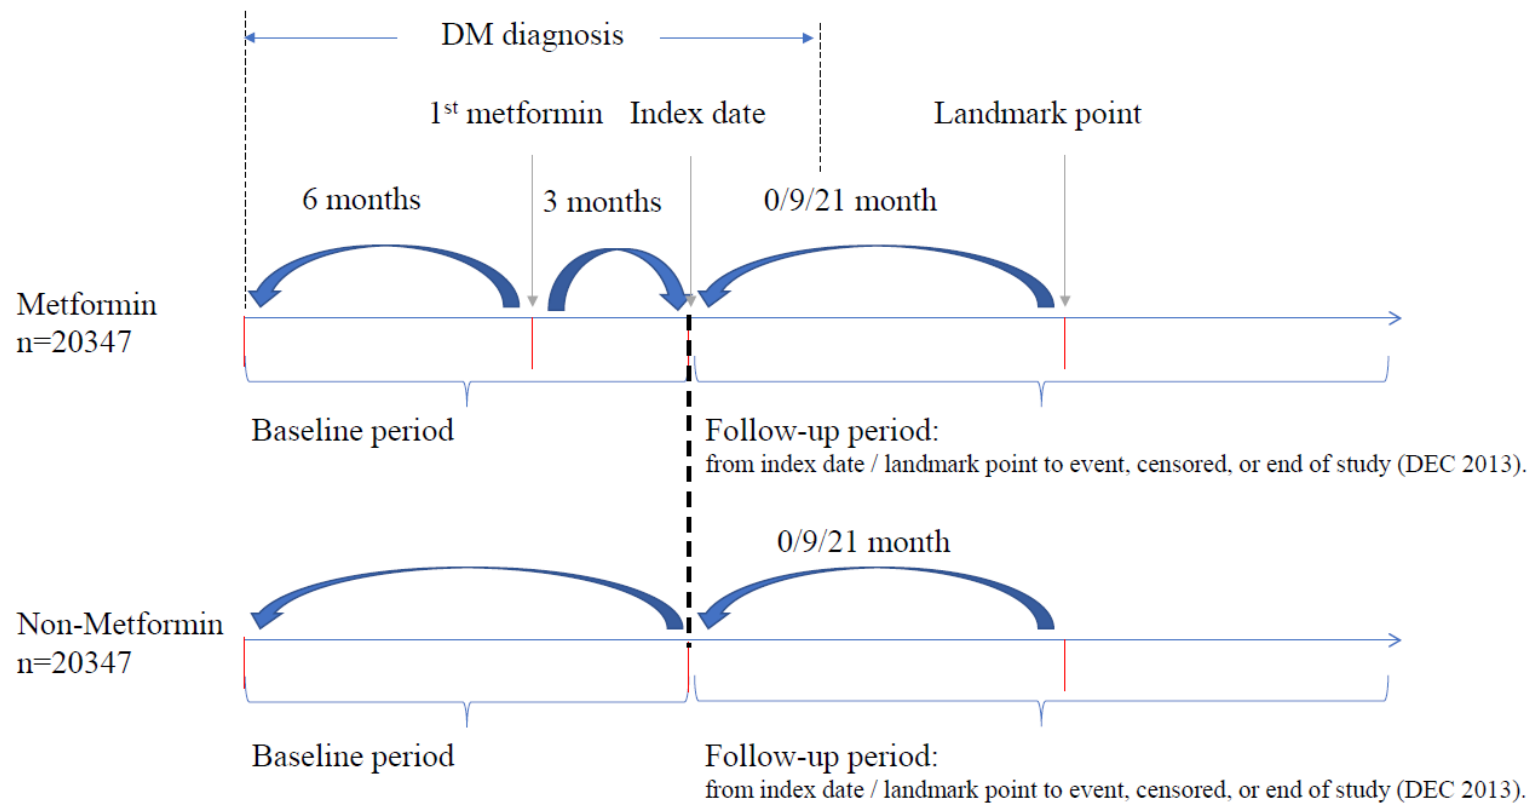 DM diagnosis
1st metformin
Index date
Landmark point
6 months
3 months
0/9/21 month
Metformin
n=20347
Baseline period
Follow-up period:
from index date / landmark point to event, censored, or end of study (DEC 2013).
0/9/21 month
Non-Metformin
n=20347
Baseline period
Follow-up period:
from index date / landmark point to event, censored, or end of study (DEC 2013).